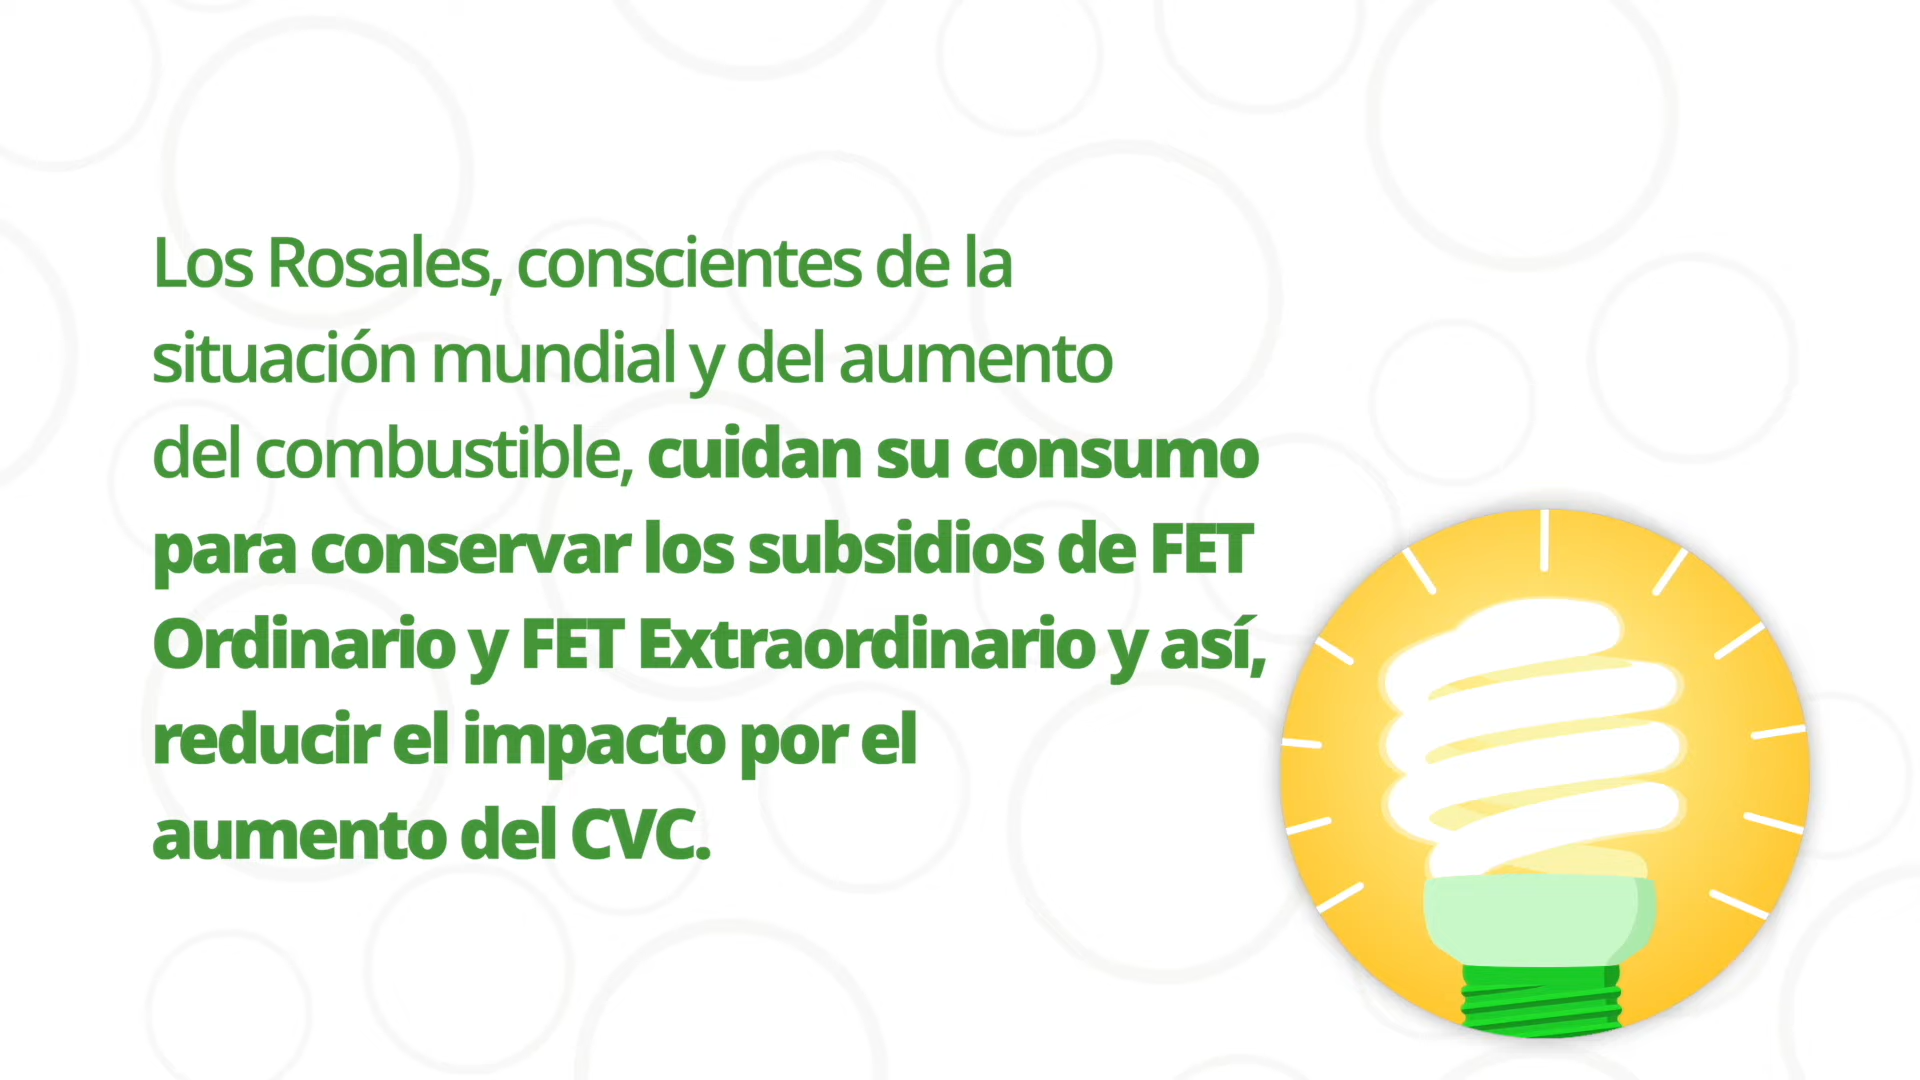 Los Rosales, conscientes de la
situación mundial y del aumento
del combustible, cuidan su consumo
para conservar los subsidios de FET
Ordinario y FET Extraordinario y así,
reducir el impacto por el
aumento del CVC.